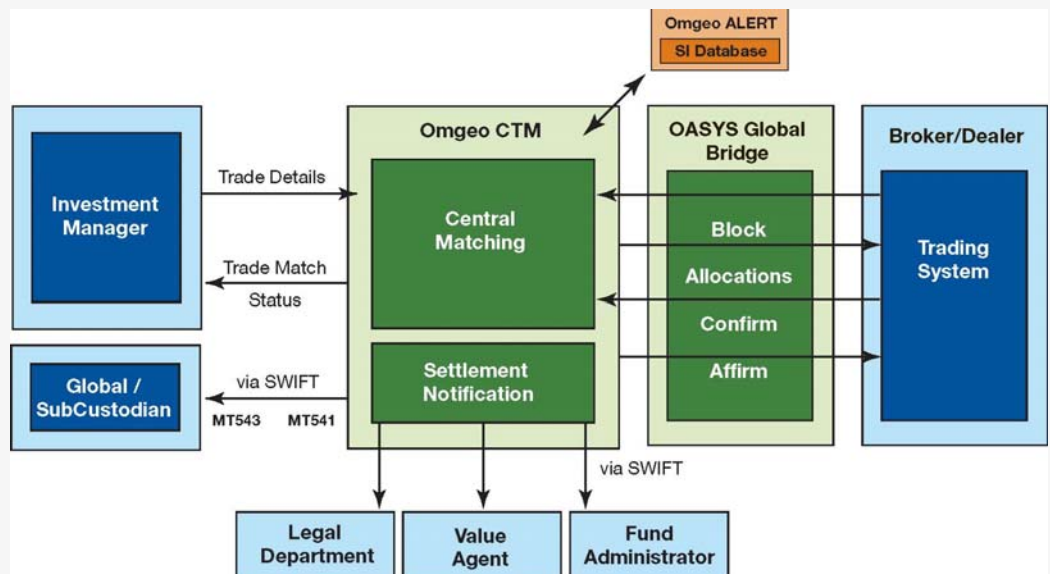 Omgeo ALERT
SI Database
Omgeo CTM
OASYS Global
Bridge
Broker/Dealer
Investment
Manager
Trade Details
Trade Match
Status
Central
Matching
Block
Allocations
Confirm
Affirm
Trading
System
Global /
SubCustodian
via SWIFT
MT543 MT541
Settlement
Notification
via SWIFT
Legal
Department
Value
Agent
Fund
Administrator